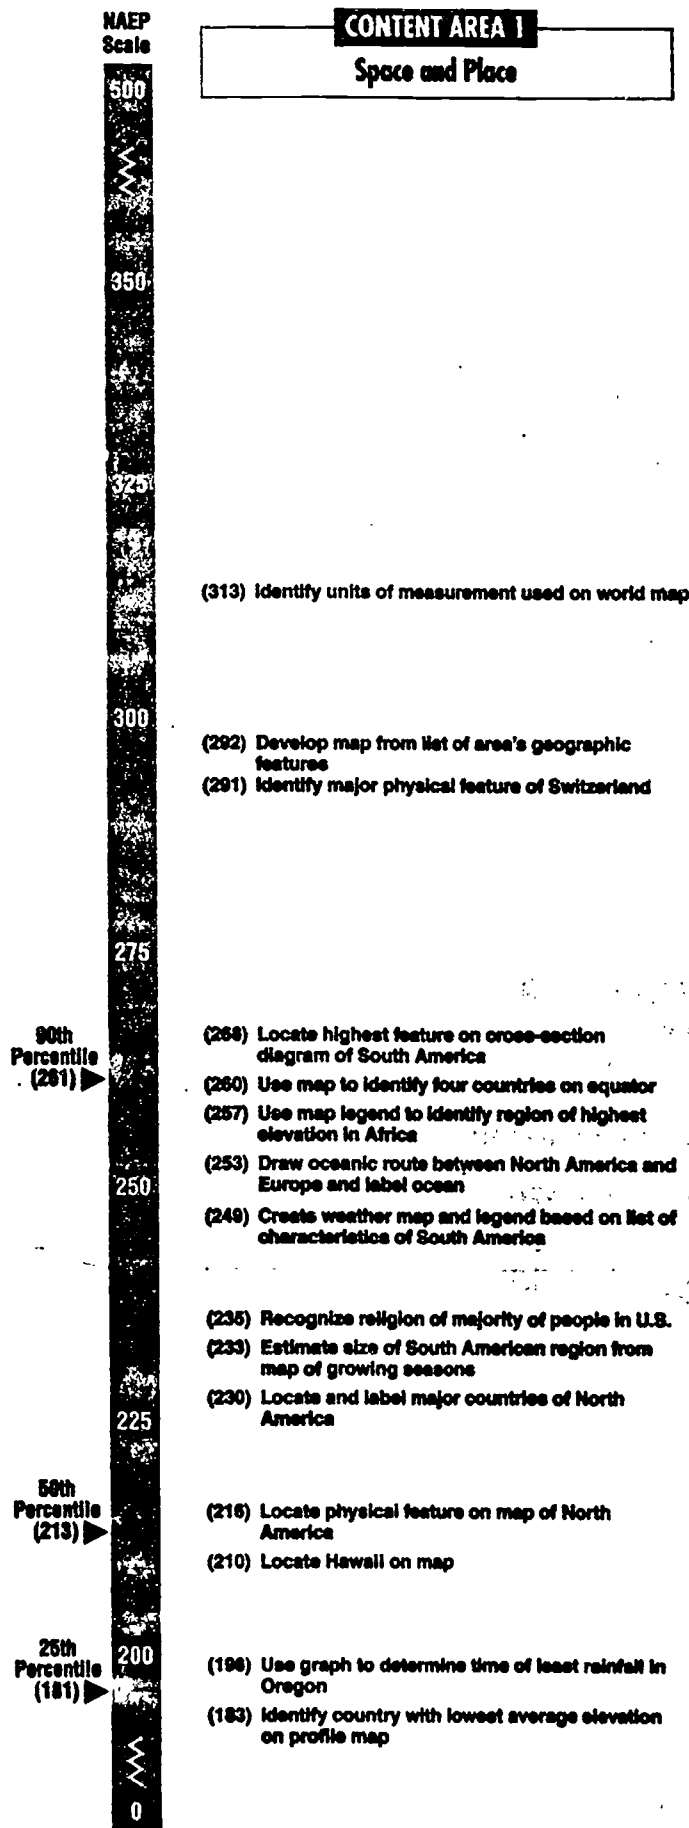 NAEP
Scale
CONTENT AREA 1
Space and Place
500
350
325
(313) Identify units of measurement used on world map
300
(292) Develop map from list of area's geographic
features
(291) Identify major physical feature of Switzerland
275
90th
Percentile
(261)
(268) Locate highest feature on cross-section
diagram of South America
(260) Use map to identify four countries on equator
(257) Use map legend to identify region of highest
elevation in Africa
(253) Draw oceanic route between North America and
Europe and label ocean
250
(249) Create weather map and legend based on list of
characteristics of South America
(235) Recognize religion of majority of people in U.S.
(233) Estimate size of South American region from
map of growing seasons
(230) Locate and label major countries of North
America
225
50th
Percentile
(213)
(215) Locate physical feature on map of North
America
(210) Locate Hawaii on map
200
25th
Percentile
(181)
(196) Use graph to determine time of least rainfall in
Oregon
(183) Identify country with lowest average elevation
on profile map
0